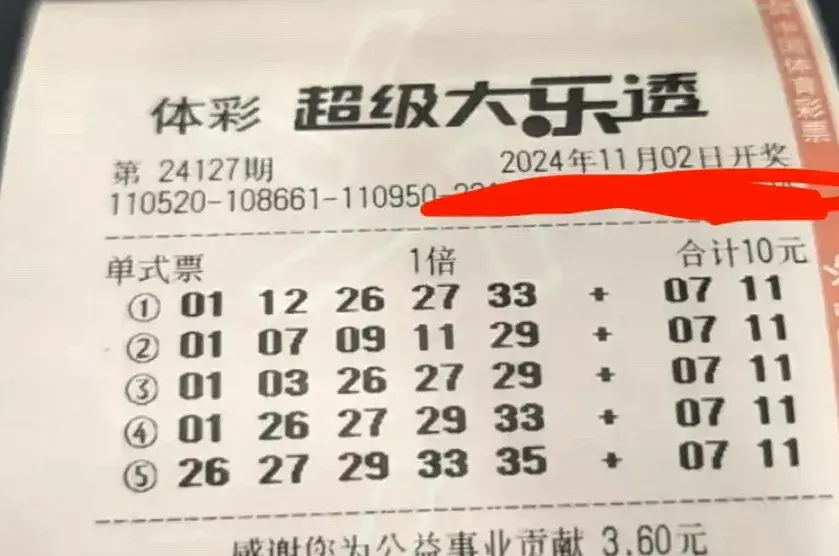 体彩 超级大乐透
第 24127期 2024年11月02日开奖
110520-108661-110950
单式票 1倍 合计10元
① 01 12 26 27 33 + 07 11
② 01 07 09 11 29 + 07 11
③ 01 03 26 27 29 + 07 11
④ 01 26 27 29 33 + 07 11
⑤ 26 27 29 33 35 + 07 11
感谢您为公益事业贡献 3.60元
中国体育彩票